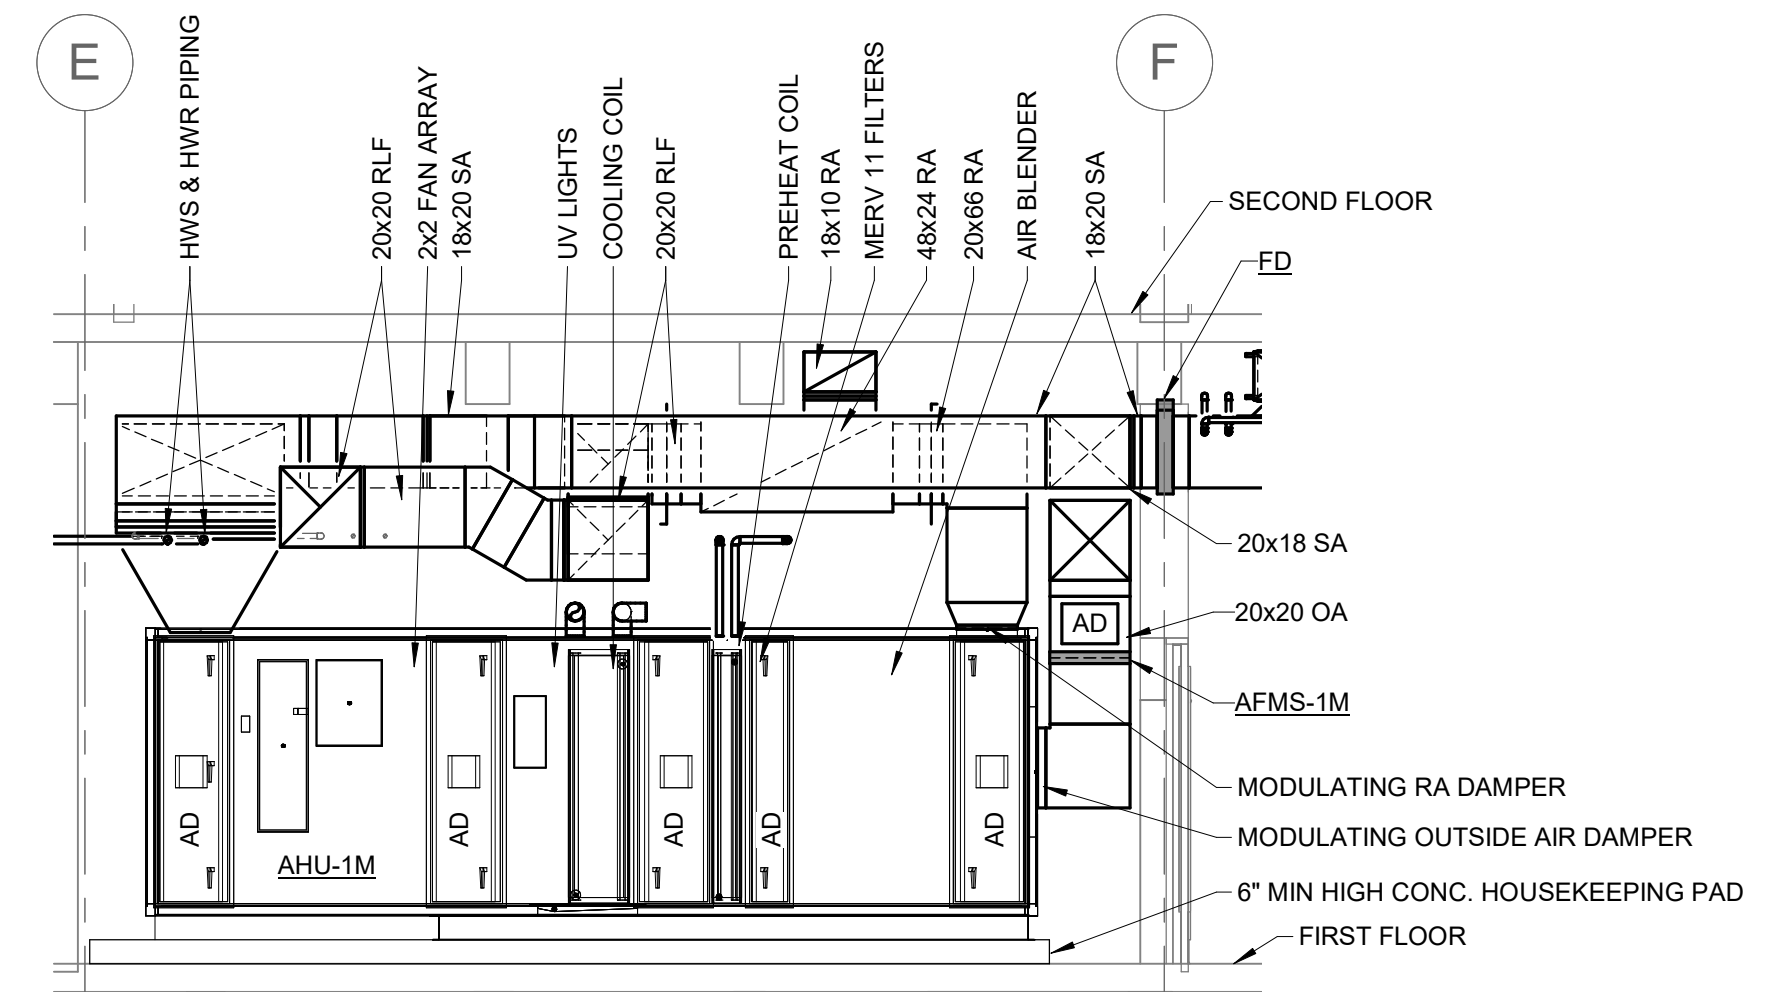 E
F
HWS & HWR PIPING
20x20 RLF
2x2 FAN ARRAY
18x20 SA
UV LIGHTS
COOLING COIL
20x20 RLF
PREHEAT COIL
18x10 RA
MERV 11 FILTERS
48x24 RA
20x66 RA
AIR BLENDER
18x20 SA
SECOND FLOOR
FD
20x18 SA
20x20 OA
AD
AFMS-1M
MODULATING RA DAMPER
MODULATING OUTSIDE AIR DAMPER
6" MIN HIGH CONC. HOUSEKEEPING PAD
FIRST FLOOR
AD
AD
AD
AD
AD
AHU-1M